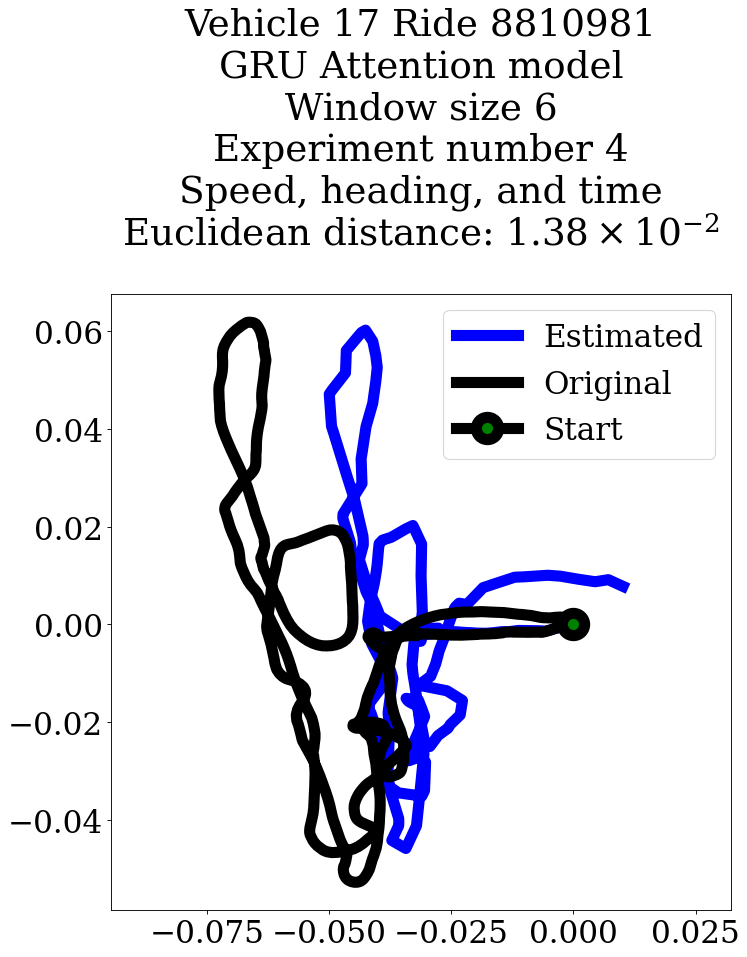 Vehicle 17 Ride 8810981
GRU Attention model
Window size 6
Experiment number 4
Speed, heading, and time
Euclidean distance: 1.38 × 10⁻²
Estimated
Original
Start
0.06
0.04
0.02
0.00
−0.02
−0.04
−0.075 −0.050 −0.025 0.000 0.025